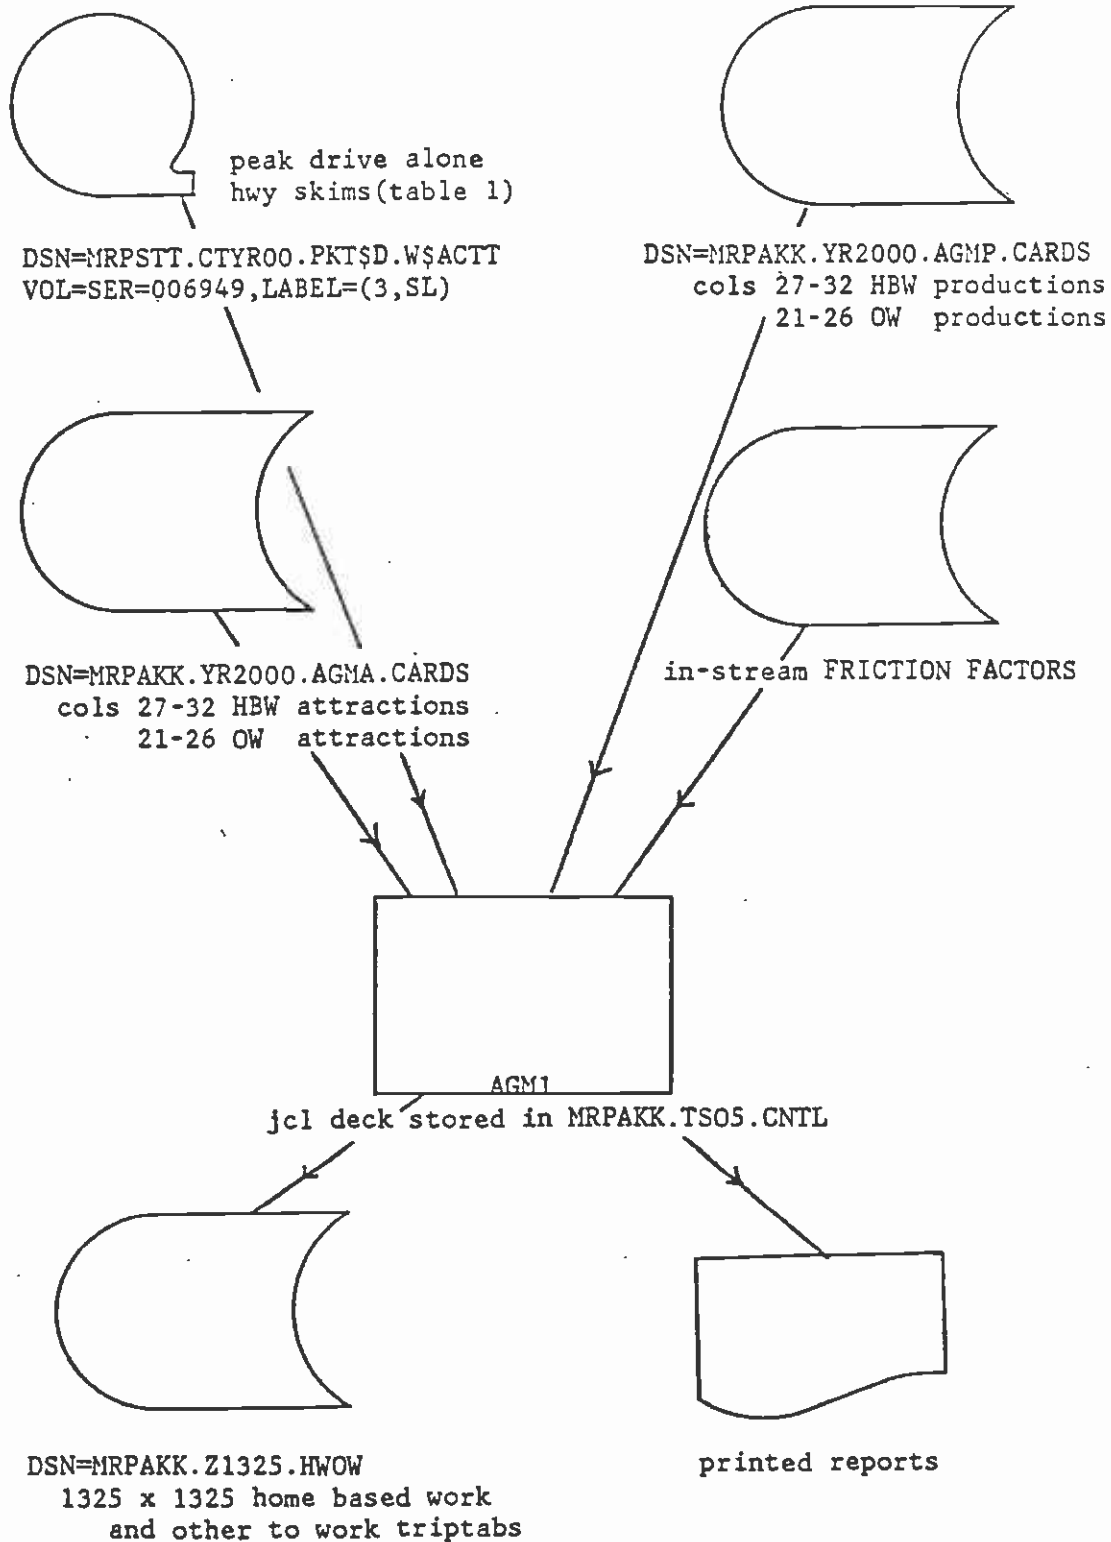 peak drive alone
hwy skims(table 1)
DSN=MRPSTT.CTYR00.PKT$D.W$ACTT
VOL=SER=006949,LABEL=(3,SL)
DSN=MRPAKK.YR2000.AGMP.CARDS
cols 27-32 HBW productions
21-26 OW productions
DSN=MRPAKK.YR2000.AGMA.CARDS
cols 27-32 HBW attractions
21-26 OW attractions
in-stream FRICTION FACTORS
AGM1
jcl deck stored in MRPAKK.TSO5.CNTL
DSN=MRPAKK.Z1325.HWOW
1325 x 1325 home based work
and other to work triptabs
printed reports